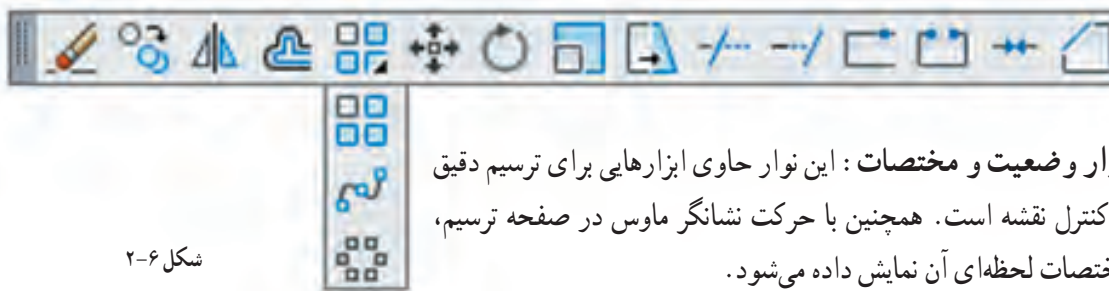 وار وضعیت و مختصات : این نوار حاوی ابزارهایی برای ترسیم دقیق
کنترل نقشه است. همچنین با حرکت نشانگر ماوس در صفحه ترسیم،
ختصات لحظه‌ای آن نمایش داده می‌شود.
شکل ۶-۲